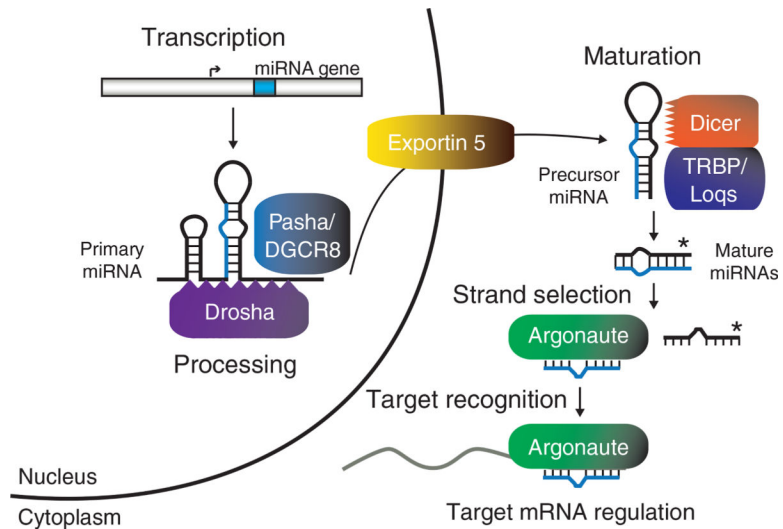 Transcription
miRNA gene
Primary
miRNA
Pasha/
DGCR8
Drosha
Processing
Exportin 5
Maturation
Precursor
miRNA
Dicer
TRBP/
Loqs
*
Mature
miRNAs
Strand selection
Argonaute
*
Target recognition
Argonaute
Target mRNA regulation
Nucleus
Cytoplasm